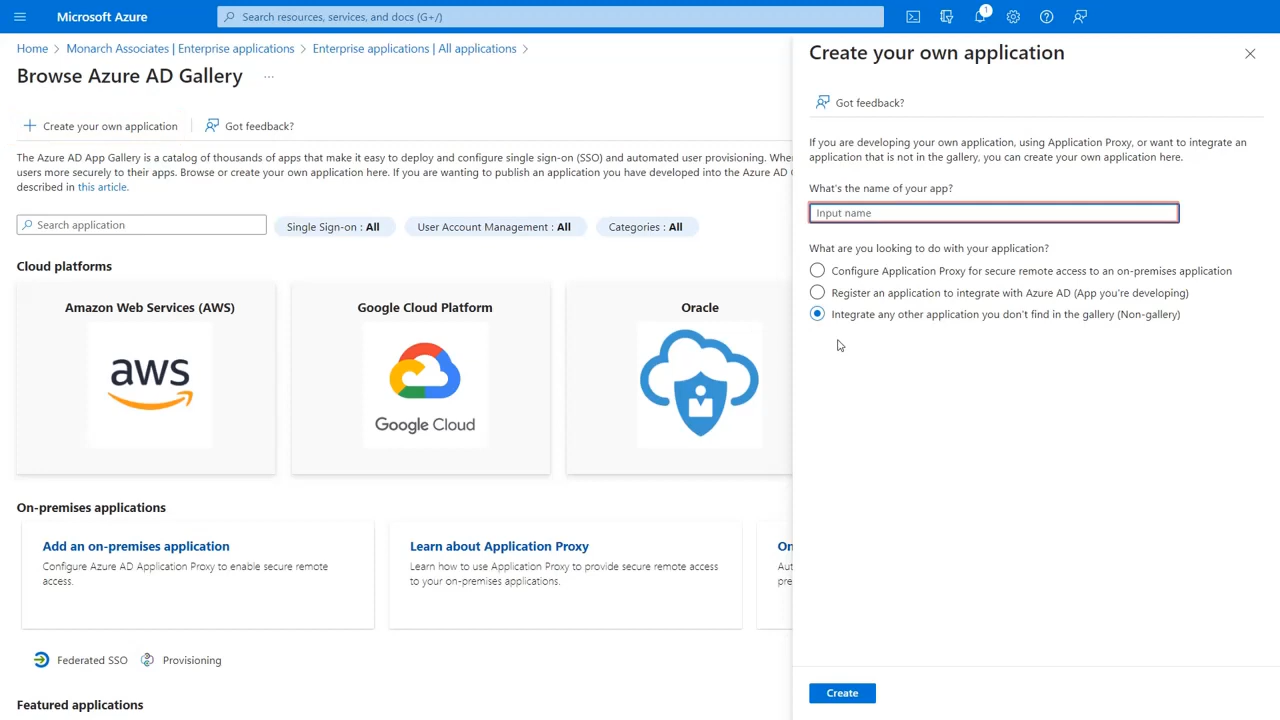 Microsoft Azure
Search resources, services, and docs (G+/)
1
Home > Monarch Associates | Enterprise applications > Enterprise applications | All applications >
Browse Azure AD Gallery ...
Create your own application
Got feedback?
The Azure AD App Gallery is a catalog of thousands of apps that make it easy to deploy and configure single sign-on (SSO) and automated user provisioning. Whe
users more securely to their apps. Browse or create your own application here. If you are wanting to publish an application you have developed into the Azure AD G
described in this article.
Search application
Single Sign-on : All
User Account Management : All
Categories : All
Cloud platforms
Amazon Web Services (AWS)
aws
Google Cloud Platform
Google Cloud
Oracle
On-premises applications
Add an on-premises application
Configure Azure AD Application Proxy to enable secure remote
access.
Learn about Application Proxy
Learn how to use Application Proxy to provide secure remote access
to your on-premises applications.
On
Aut
pre
Federated SSO
Provisioning
Featured applications
Create your own application
Got feedback?
If you are developing your own application, using Application Proxy, or want to integrate an
application that is not in the gallery, you can create your own application here.
What's the name of your app?
Input name
What are you looking to do with your application?
Configure Application Proxy for secure remote access to an on-premises application
Register an application to integrate with Azure AD (App you're developing)
Integrate any other application you don't find in the gallery (Non-gallery)
Create